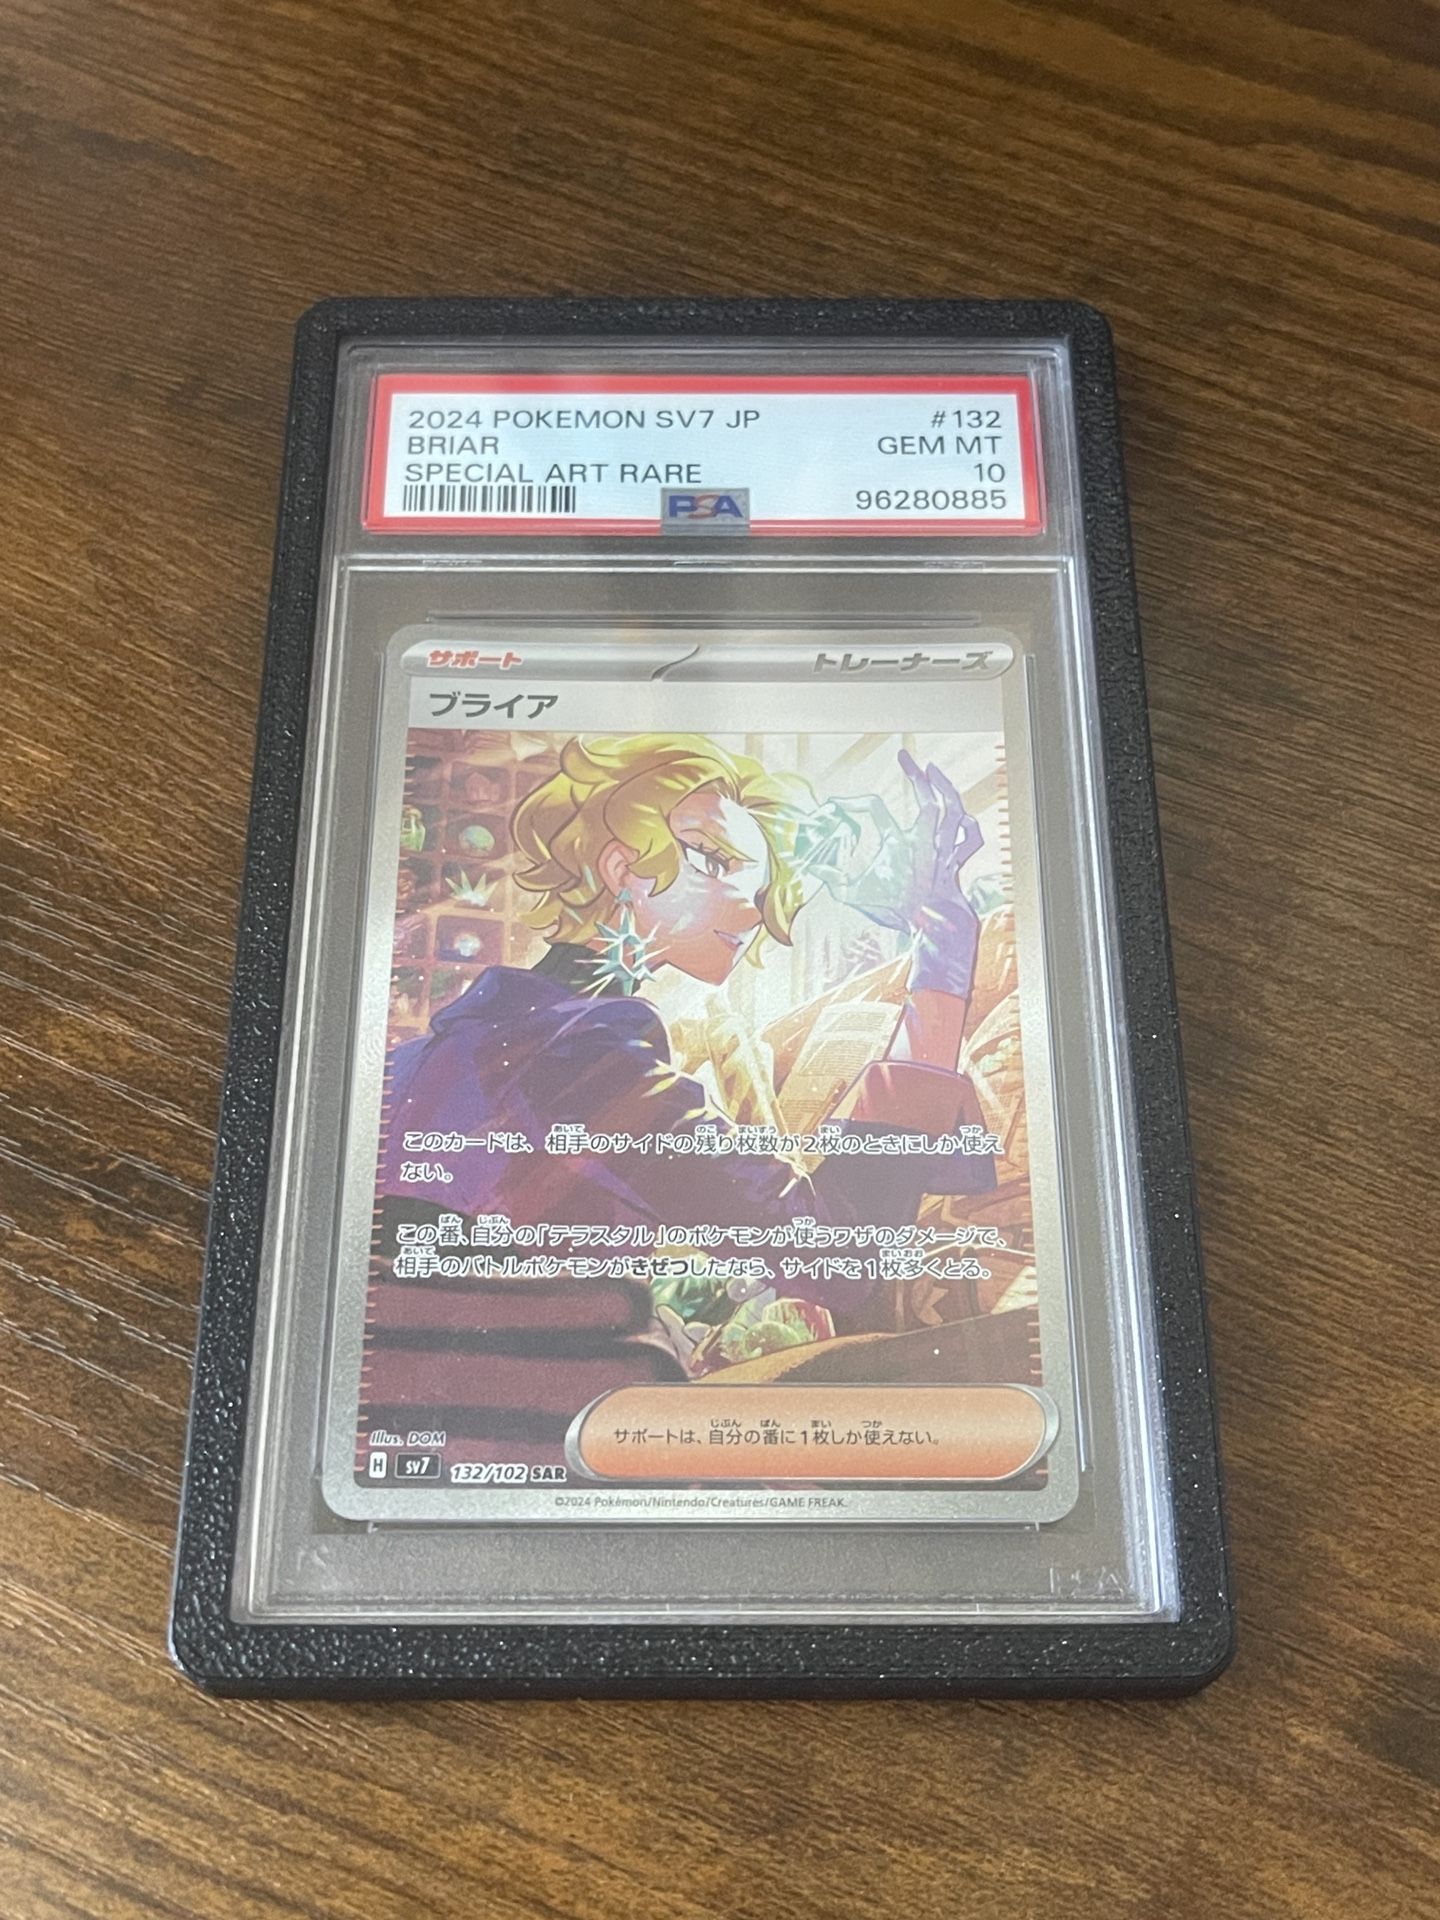 2024 POKEMON SV7 JP #132
BRIAR GEM MT
SPECIAL ART RARE 10
PSA 96280885
サポート トレーナーズ
ブライア
このカードは、相手のサイドの残り枚数が2枚のときにしか使え
ない。
この番、自分の「テラスタル」のポケモンが使うワザのダメージで、
相手のバトルポケモンがきぜつしたなら、サイドを1枚多くとる。
サポートは、自分の番に1枚しか使えない。
Illus. DOM
H sv7 132/102 SAR
©2024 Pokémon/Nintendo/Creatures/GAME FREAK.
PSA